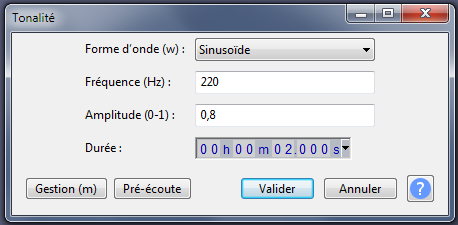 Tonalité
Forme d'onde (w) : Sinusoïde
Fréquence (Hz) : 220
Amplitude (0-1) : 0,8
Durée : 00h00m02.000s
Gestion (m) Pré-écoute Valider Annuler ?